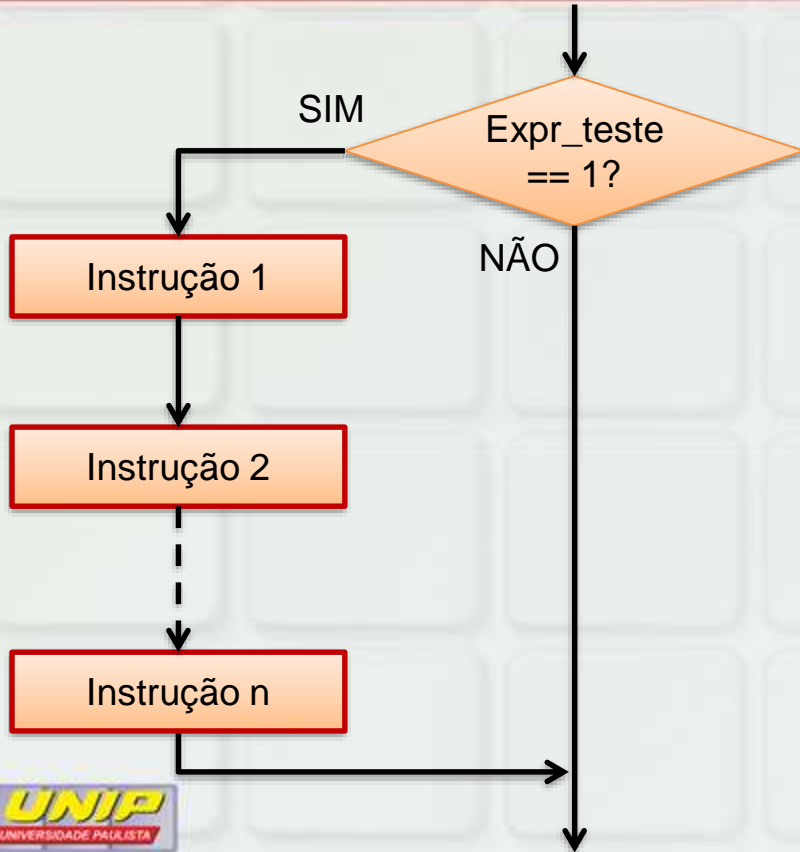 SIM
Expr_teste
== 1?
NÃO
Instrução 1
Instrução 2
Instrução n
UNIP
UNIVERSIDADE PAULISTA